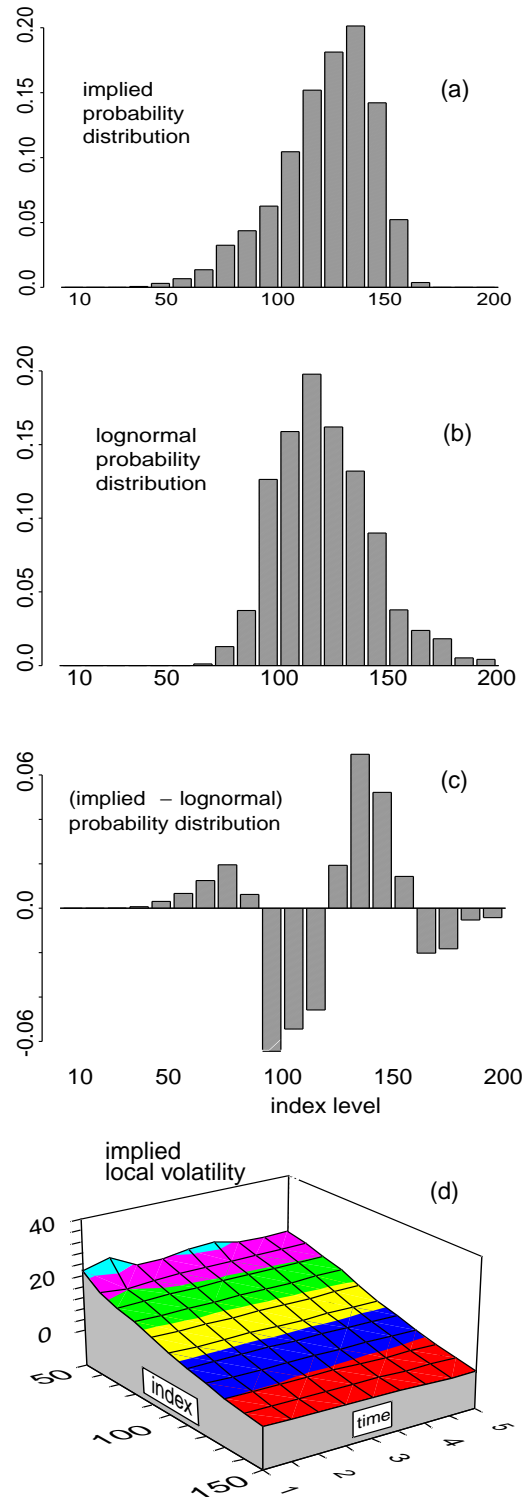 0.20
0.15
0.10
0.05
0.0
implied
probability
distribution
(a)
10 50 100 150 200
0.20
0.15
0.10
0.05
0.0
lognormal
probability
distribution
(b)
10 50 100 150 200
0.06
0.0
-0.06
(implied – lognormal)
probability distribution
(c)
10 50 100 150 200
index level
implied
local volatility
(d)
40
20
0
50
100
150
index
time
1 2 3 4 5